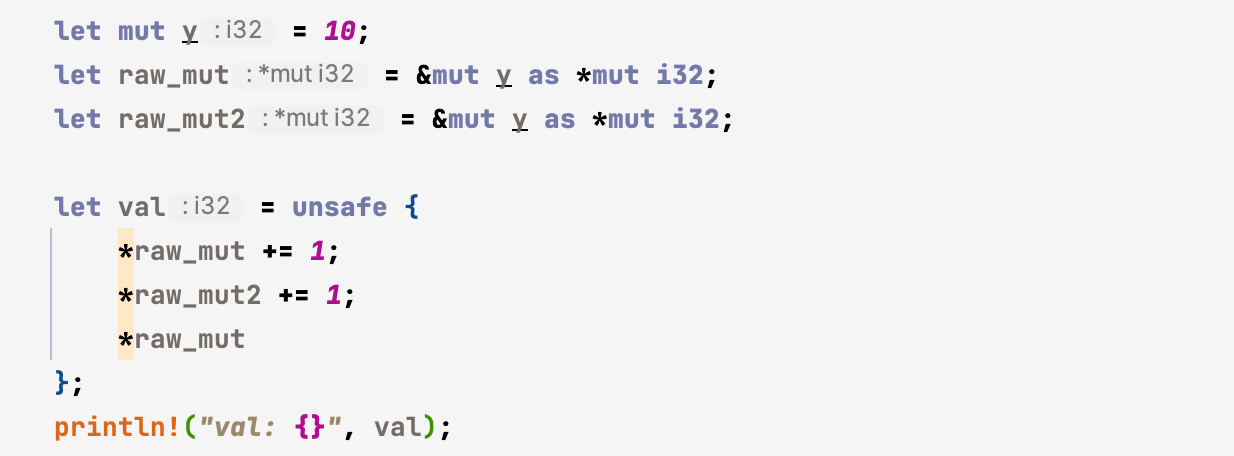 let mut y : i32 = 10;
let raw_mut : *mut i32 = &mut y as *mut i32;
let raw_mut2 : *mut i32 = &mut y as *mut i32;
let val : i32 = unsafe {
*raw_mut += 1;
*raw_mut2 += 1;
*raw_mut
};
println!("val: {}", val);